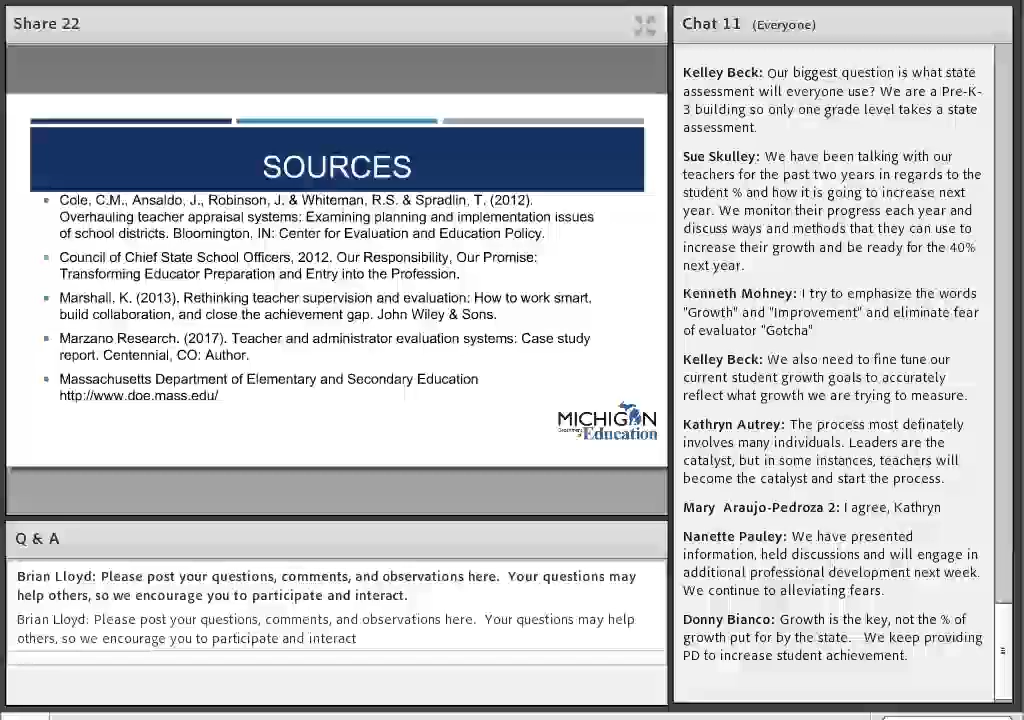 Share 22
SOURCES
Cole, C.M., Ansaldo, J., Robinson, J. & Whiteman, R.S. & Spradlin, T. (2012).
Overhauling teacher appraisal systems: Examining planning and implementation issues
of school districts. Bloomington, IN: Center for Evaluation and Education Policy.
Council of Chief State School Officers, 2012. Our Responsibility, Our Promise:
Transforming Educator Preparation and Entry into the Profession.
Marshall, K. (2013). Rethinking teacher supervision and evaluation: How to work smart,
build collaboration, and close the achievement gap. John Wiley & Sons.
Marzano Research. (2017). Teacher and administrator evaluation systems: Case study
report. Centennial, CO: Author.
Massachusetts Department of Elementary and Secondary Education
http://www.doe.mass.edu/
MICHIGAN
Education
Q & A
Brian Lloyd: Please post your questions, comments, and observations here. Your questions may
help others, so we encourage you to participate and interact.
Brian Lloyd: Please post your questions, comments, and observations here. Your questions may help
others, so we encourage you to participate and interact
Chat 11 (Everyone)
Kelley Beck: Our biggest question is what state
assessment will everyone use? We are a Pre-K-
3 building so only one grade level takes a state
assessment.
Sue Skulley: We have been talking with our
teachers for the past two years in regards to the
student % and how it is going to increase next
year. We monitor their progress each year and
discuss ways and methods that they can use to
increase their growth and be ready for the 40%
next year.
Kenneth Mohney: I try to emphasize the words
"Growth" and "Improvement" and eliminate fear
of evaluator "Gotcha"
Kelley Beck: We also need to fine tune our
current student growth goals to accurately
reflect what growth we are trying to measure.
Kathryn Autrey: The process most definately
involves many individuals. Leaders are the
catalyst, but in some instances, teachers will
become the catalyst and start the process.
Mary Araujo-Pedroza 2: I agree, Kathryn
Nanette Pauley: We have presented
information, held discussions and will engage in
additional professional development next week.
We continue to alleviating fears.
Donny Bianco: Growth is the key, not the % of
growth put for by the state. We keep providing
PD to increase student achievement.